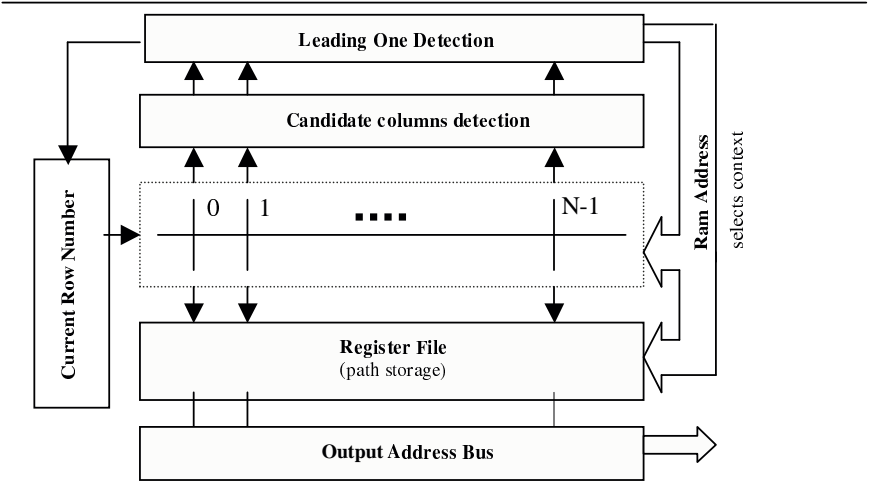 Leading One Detection
Candidate columns detection
0 1 .... N-1
Current Row Number
Ram Address
selects context
Register File
(path storage)
Output Address Bus